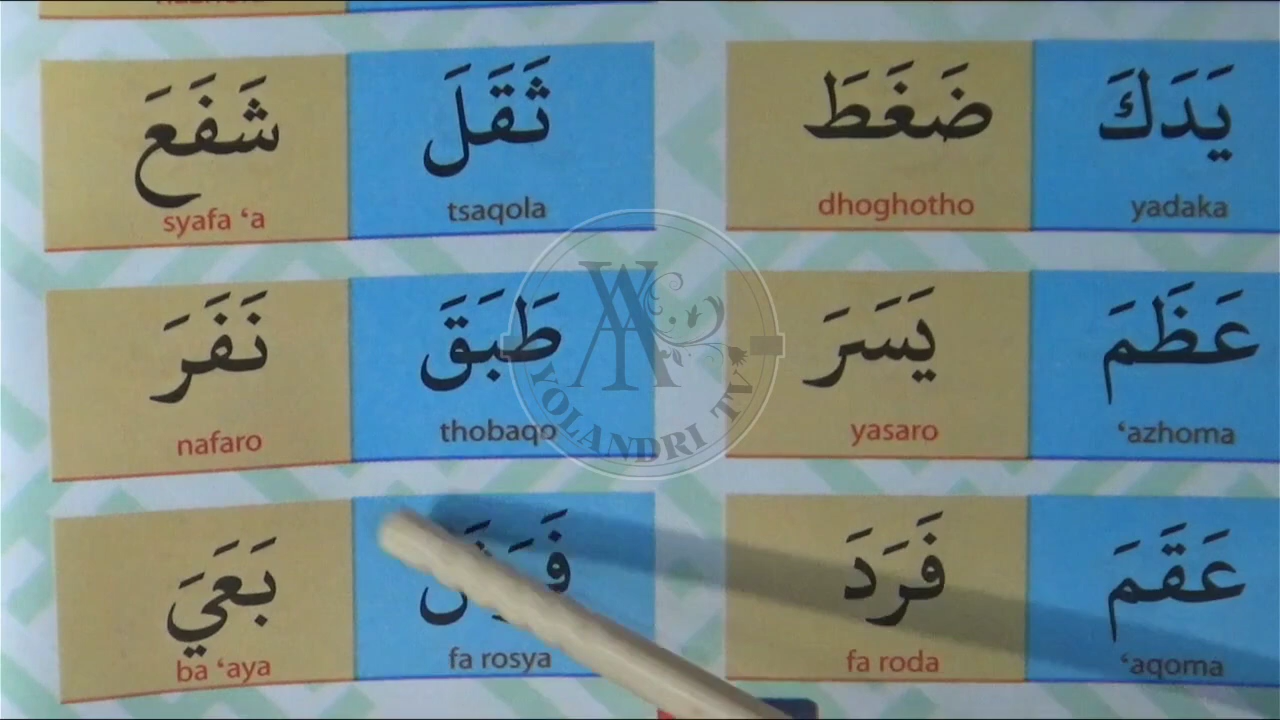 يَدَكَ ضَغَطَ ثَقَلَ شَفَعَ
yadaka dhoghotho tsaqola syafa ‘a
عَظَمَ يَسَرَ طَبَقَ نَفَرَ
‘azhoma yasaro thobaqo nafaro
عَقَمَ فَرَدَ بَعَيَ
‘aqoma fa roda fa rosya ba ‘aya
YOLANDRI TV